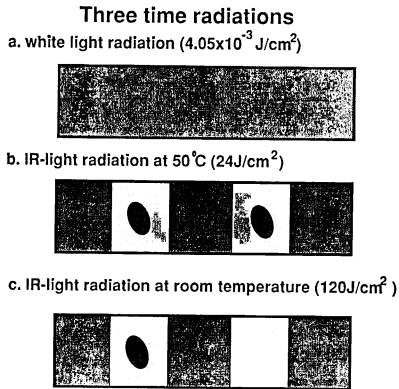 Three time radiations
a. white light radiation (4.05x10⁻³ J/cm²)
b. IR-light radiation at 50°C (24J/cm²)
c. IR-light radiation at room temperature (120J/cm²)